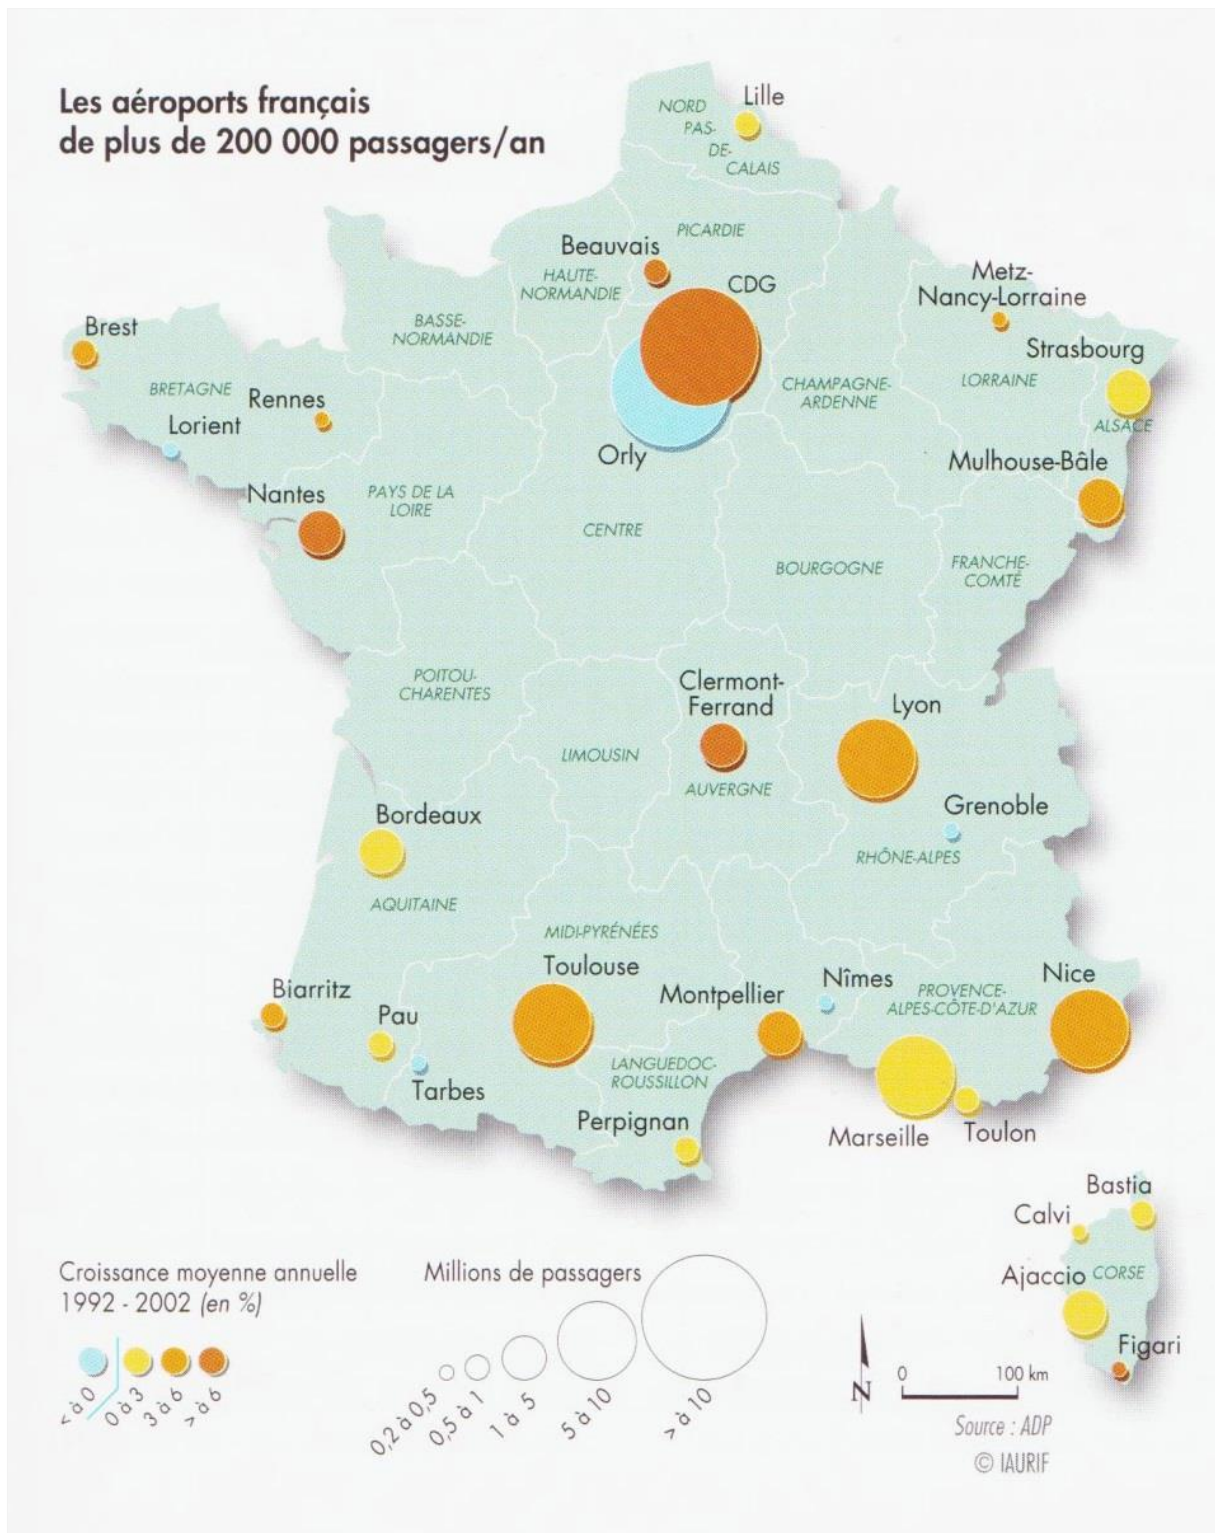 Les aéroports français
de plus de 200 000 passagers/an
Lille
NORD
PAS-
DE-
CALAIS
PICARDIE
Beauvais
HAUTE-
NORMANDIE
CDG
Metz-
Nancy-Lorraine
Brest
BASSE-
NORMANDIE
Strasbourg
BRETAGNE
Rennes
CHAMPAGNE-
ARDENNE
LORRAINE
Lorient
ALSACE
Orly
Mulhouse-Bâle
Nantes
PAYS DE LA
LOIRE
CENTRE
BOURGOGNE
FRANCHE-
COMTÉ
POITOU-
CHARENTES
Clermont-
Ferrand
Lyon
LIMOUSIN
AUVERGNE
Bordeaux
Grenoble
RHÔNE-ALPES
AQUITAINE
MIDI-PYRÉNÉES
Toulouse
Nîmes
Nice
Biarritz
Montpellier
PROVENCE-
ALPES-CÔTE-D'AZUR
Pau
LANGUEDOC-
ROUSSILLON
Tarbes
Perpignan
Marseille
Toulon
Bastia
Calvi
Ajaccio
CORSE
Figari
Croissance moyenne annuelle
1992 - 2002 (en %)
< à 0
0 à 3
3 à 6
> à 6
Millions de passagers
0,2 à 0,5
0,5 à 1
1 à 5
5 à 10
> à 10
N
0 100 km
Source : ADP
© IAURIF